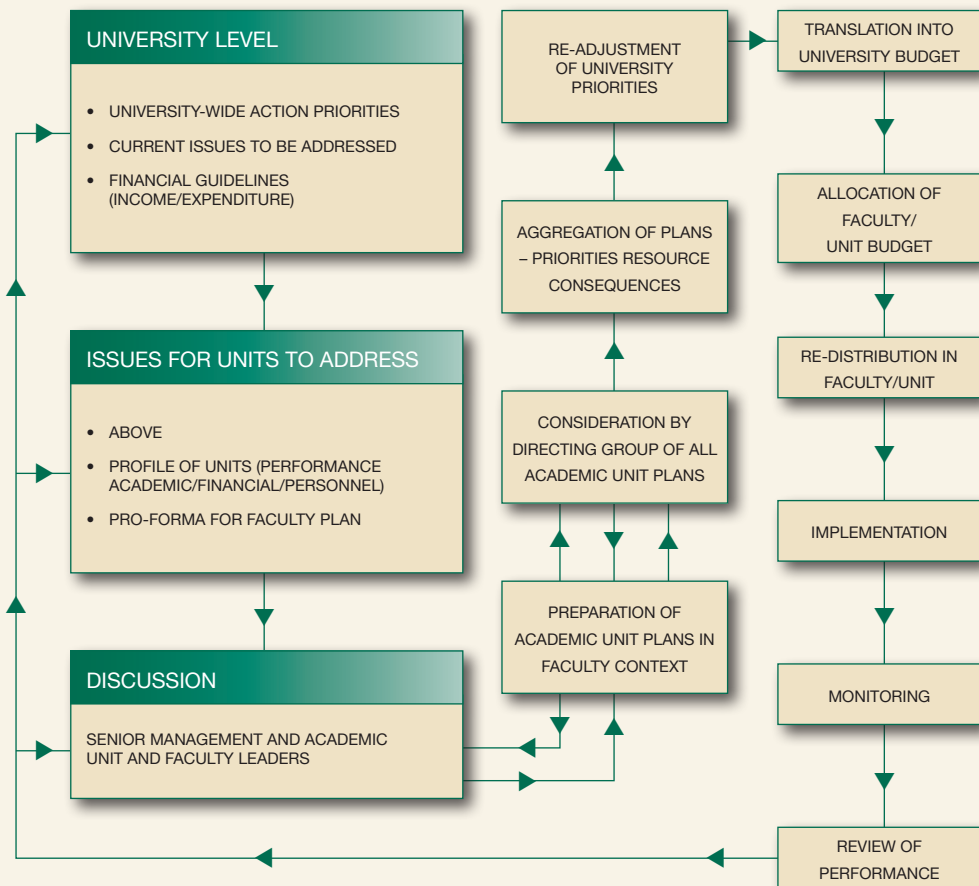 UNIVERSITY LEVEL
• UNIVERSITY-WIDE ACTION PRIORITIES
• CURRENT ISSUES TO BE ADDRESSED
• FINANCIAL GUIDELINES
(INCOME/EXPENDITURE)
ISSUES FOR UNITS TO ADDRESS
• ABOVE
• PROFILE OF UNITS (PERFORMANCE
ACADEMIC/FINANCIAL/PERSONNEL)
• PRO-FORMA FOR FACULTY PLAN
DISCUSSION
SENIOR MANAGEMENT AND ACADEMIC
UNIT AND FACULTY LEADERS
PREPARATION OF
ACADEMIC UNIT PLANS IN
FACULTY CONTEXT
CONSIDERATION BY
DIRECTING GROUP OF ALL
ACADEMIC UNIT PLANS
AGGREGATION OF PLANS
– PRIORITIES RESOURCE
CONSEQUENCES
RE-ADJUSTMENT
OF UNIVERSITY
PRIORITIES
TRANSLATION INTO
UNIVERSITY BUDGET
ALLOCATION OF
FACULTY/
UNIT BUDGET
RE-DISTRIBUTION IN
FACULTY/UNIT
IMPLEMENTATION
MONITORING
REVIEW OF
PERFORMANCE